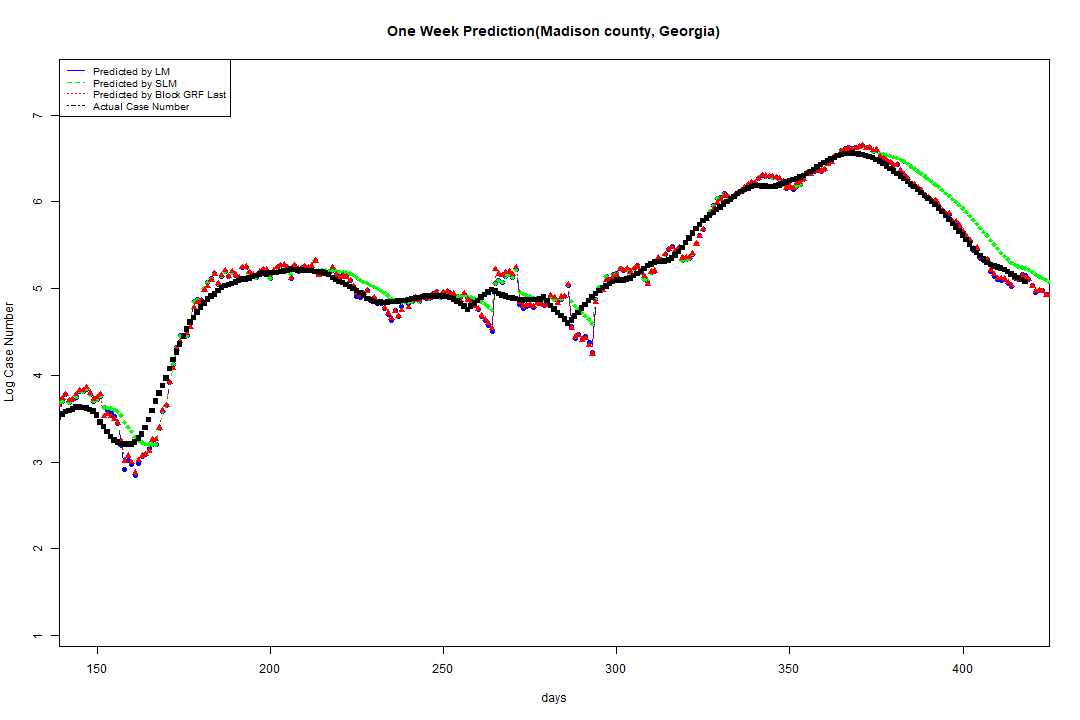 One Week Prediction(Madison county, Georgia)
Predicted by LM
Predicted by SLM
Predicted by Block GRF Last
Actual Case Number
7
6
5
4
3
2
1
Log Case Number
150 200 250 300 350 400
days